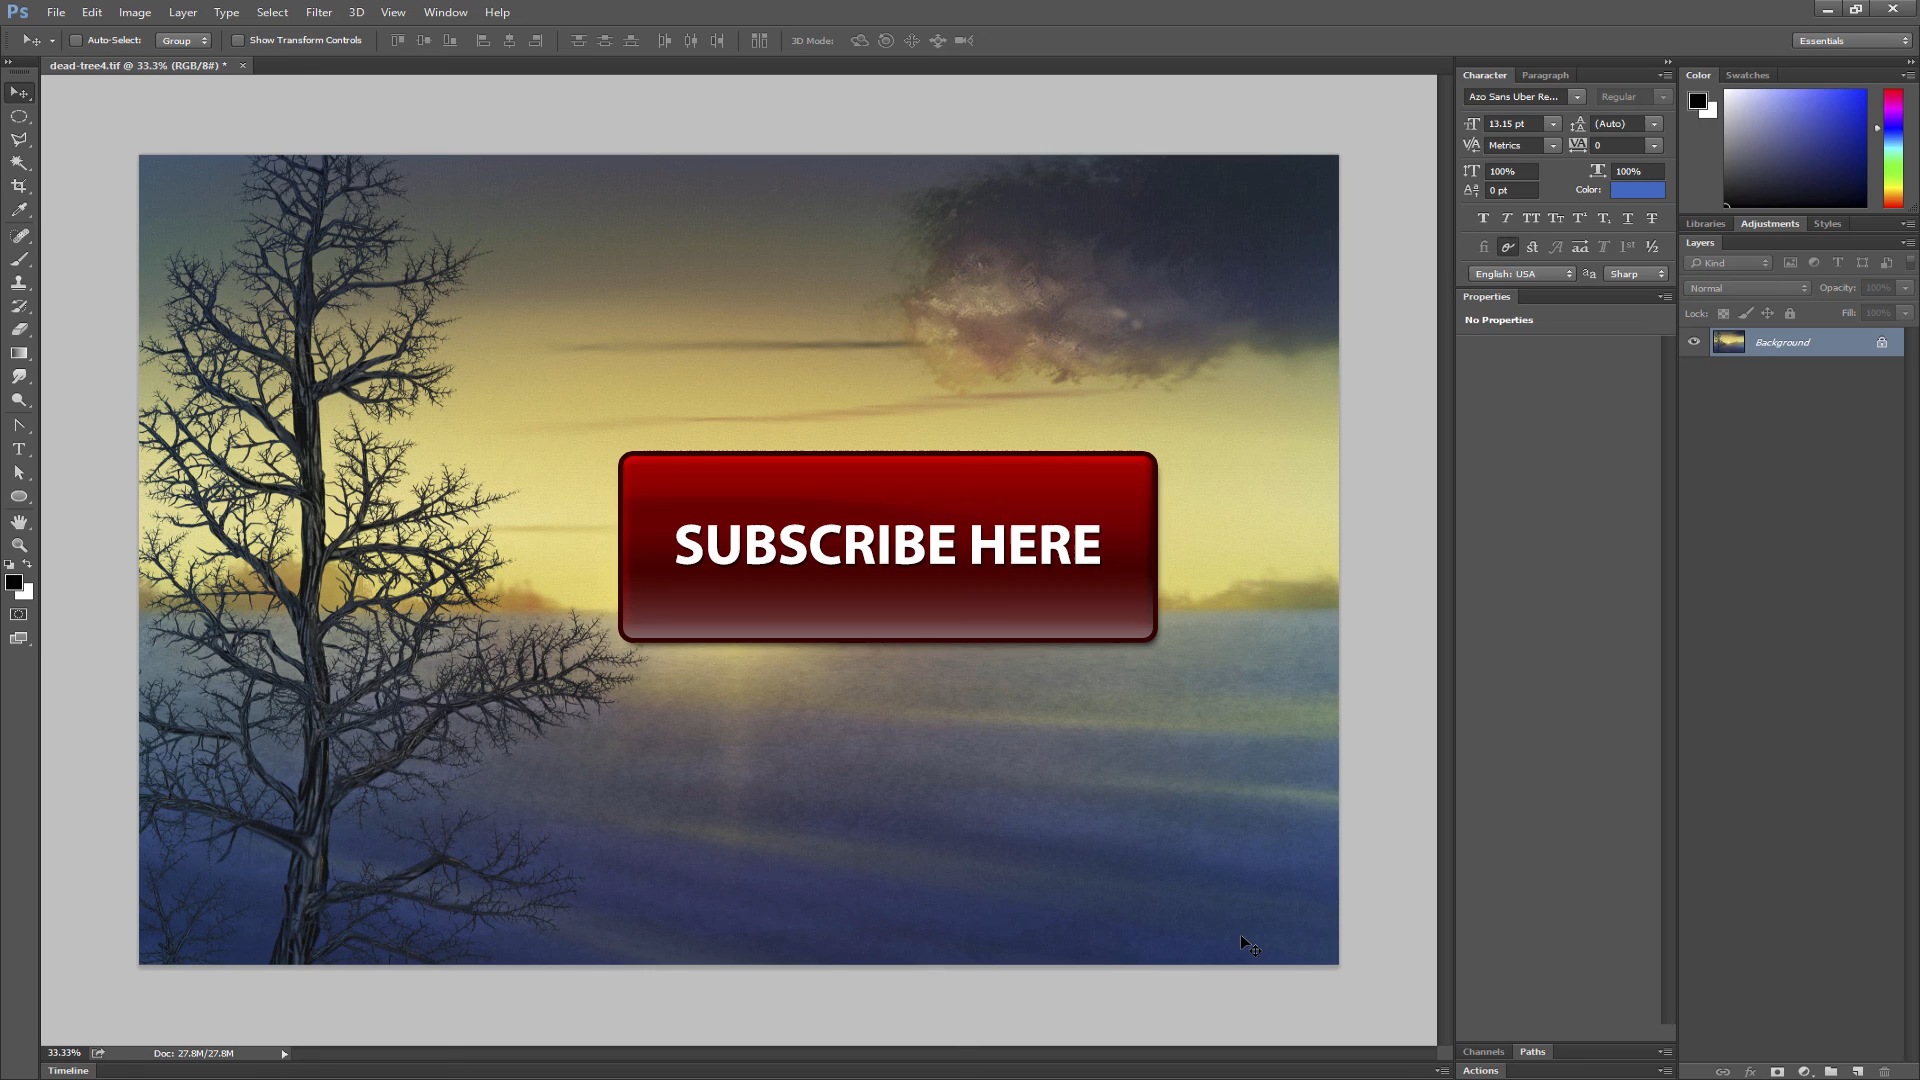 Ps File Edit Image Layer Type Select Filter 3D View Window Help
Auto-Select: Group Show Transform Controls 3D Mode: Essentials
dead-tree4.tif @ 33.3% (RGB/8#) * ×
Character Paragraph
Azo Sans Uber Re... Regular
13.15 pt (Auto)
Metrics 0
100% 100%
0 pt Color:
English: USA aa Sharp
Properties
No Properties
Color Swatches
Libraries Adjustments Styles
Layers
Kind
Normal Opacity: 100%
Lock: Fill: 100%
Background
SUBSCRIBE HERE
33.33% Doc: 27.8M/27.8M
Timeline
Channels Paths
Actions
fx